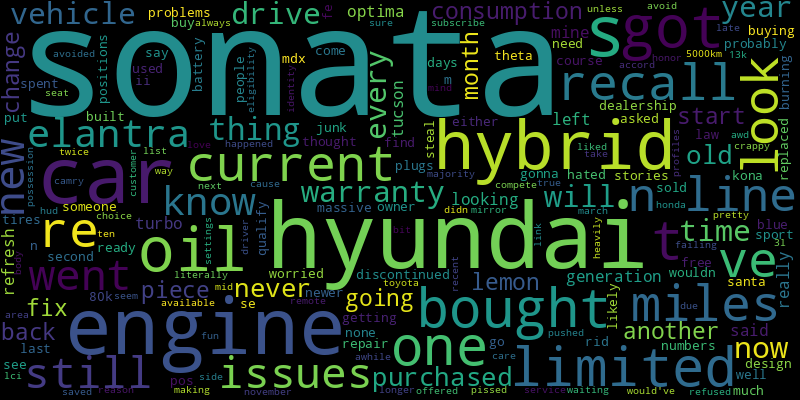 vehicle problems drive fe optima consumption unless avoid year
buy always sure subscribe buying
sonata s got
change positions say battery people eligibility mdx come month need mine theta probably late 13k
spent avoided used ii days m course 5000km burning
seat put built every tucson recall look
elantra thing junk dealership start honor accord
identity left asked law awd replaced
new twice list current thought find either steal hybrid stories old crappy
car love happened plugs liked take profiles kona
possession camry customer way know next cause warranty majority gonna hated will n line
hud choice massive owner looking compete true sold honda
tires someone re ten turbo settings driver qualify hyundai mind didn mirror march t time pretty blue
n second oil link heavily free sport 3l
refresh ready literally worried discontinued lemon generation wouldn ve failing really
went piece available mid never newer going recent santa
body 80k seem se remote toyota bit likely miles due
fix engine fun none getting bought pushed another said
area back pos repair go rid numbers now design
see last awhile one care limited well
lci still issues side purchased would've much
saved reason making november longer offered pissed service waiting refused